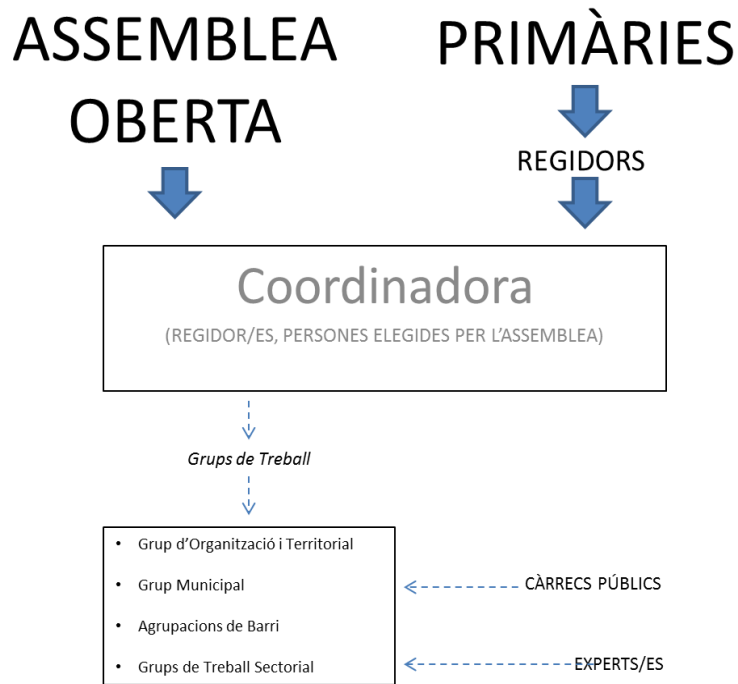 ASSEMBLEA
OBERTA
PRIMÀRIES
REGIDORS
Coordinadora
(REGIDOR/ES, PERSONES ELEGIDES PER L’ASSEMBLEA)
Grups de Treball
• Grup d’Organització i Territorial
• Grup Municipal
• Agrupacions de Barri
• Grups de Treball Sectorial
CÀRRECS PÚBLICS
EXPERTS/ES